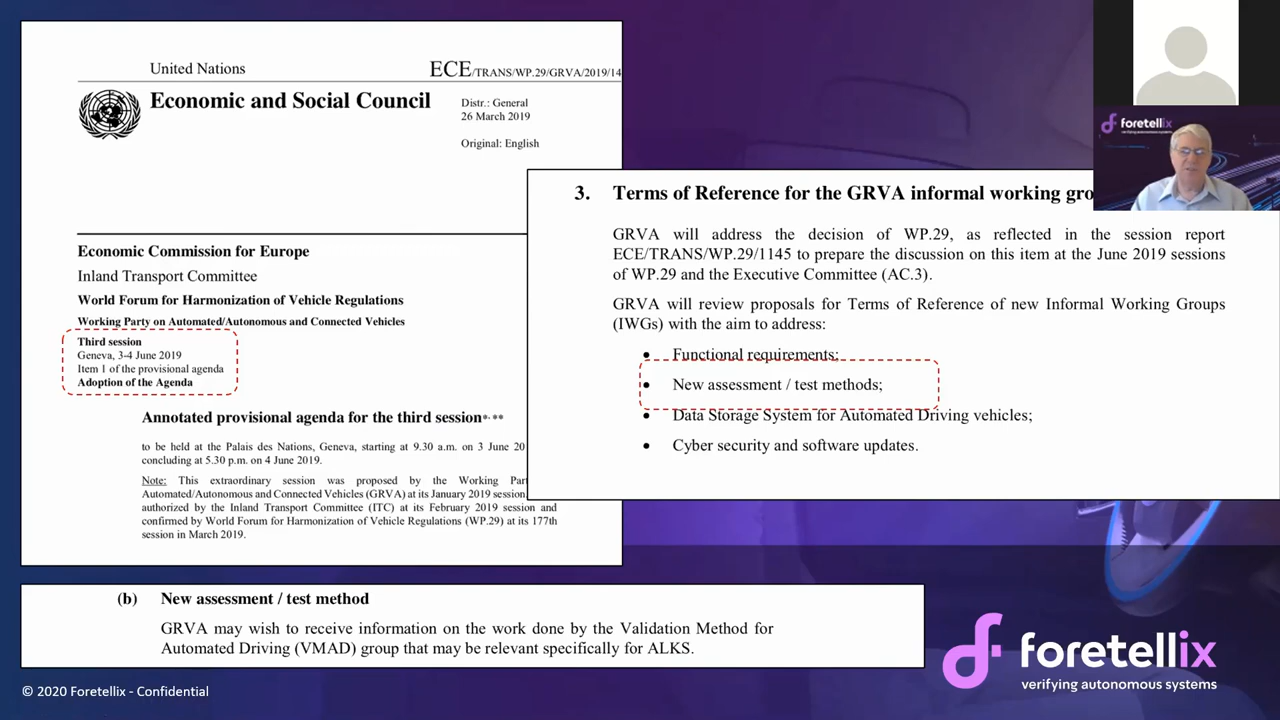 United Nations
ECE/TRANS/WP.29/GRVA/2019/14
Economic and Social Council
Distr.: General
26 March 2019
Original: English
Economic Commission for Europe
Inland Transport Committee
World Forum for Harmonization of Vehicle Regulations
Working Party on Automated/Autonomous and Connected Vehicles
Third session
Geneva, 3-4 June 2019
Item 1 of the provisional agenda
Adoption of the Agenda
Annotated provisional agenda for the third session*, **
to be held at the Palais des Nations, Geneva, starting at 9.30 a.m. on 3 June 20
concluding at 5.30 p.m. on 4 June 2019.
Note: This extraordinary session was proposed by the Working Par
Automated/Autonomous and Connected Vehicles (GRVA) at its January 2019 session,
authorized by the Inland Transport Committee (ITC) at its February 2019 session and
confirmed by World Forum for Harmonization of Vehicle Regulations (WP.29) at its 177th
session in March 2019.
3. Terms of Reference for the GRVA informal working gro
GRVA will address the decision of WP.29, as reflected in the session report
ECE/TRANS/WP.29/1145 to prepare the discussion on this item at the June 2019 sessions
of WP.29 and the Executive Committee (AC.3).
GRVA will review proposals for Terms of Reference of new Informal Working Groups
(IWGs) with the aim to address:
• Functional requirements;
• New assessment / test methods;
• Data Storage System for Automated Driving vehicles;
• Cyber security and software updates.
(b) New assessment / test method
GRVA may wish to receive information on the work done by the Validation Method for
Automated Driving (VMAD) group that may be relevant specifically for ALKS.
foretellix
verifying autonomous systems
foretellix
verifying autonomous systems
© 2020 Foretellix - Confidential